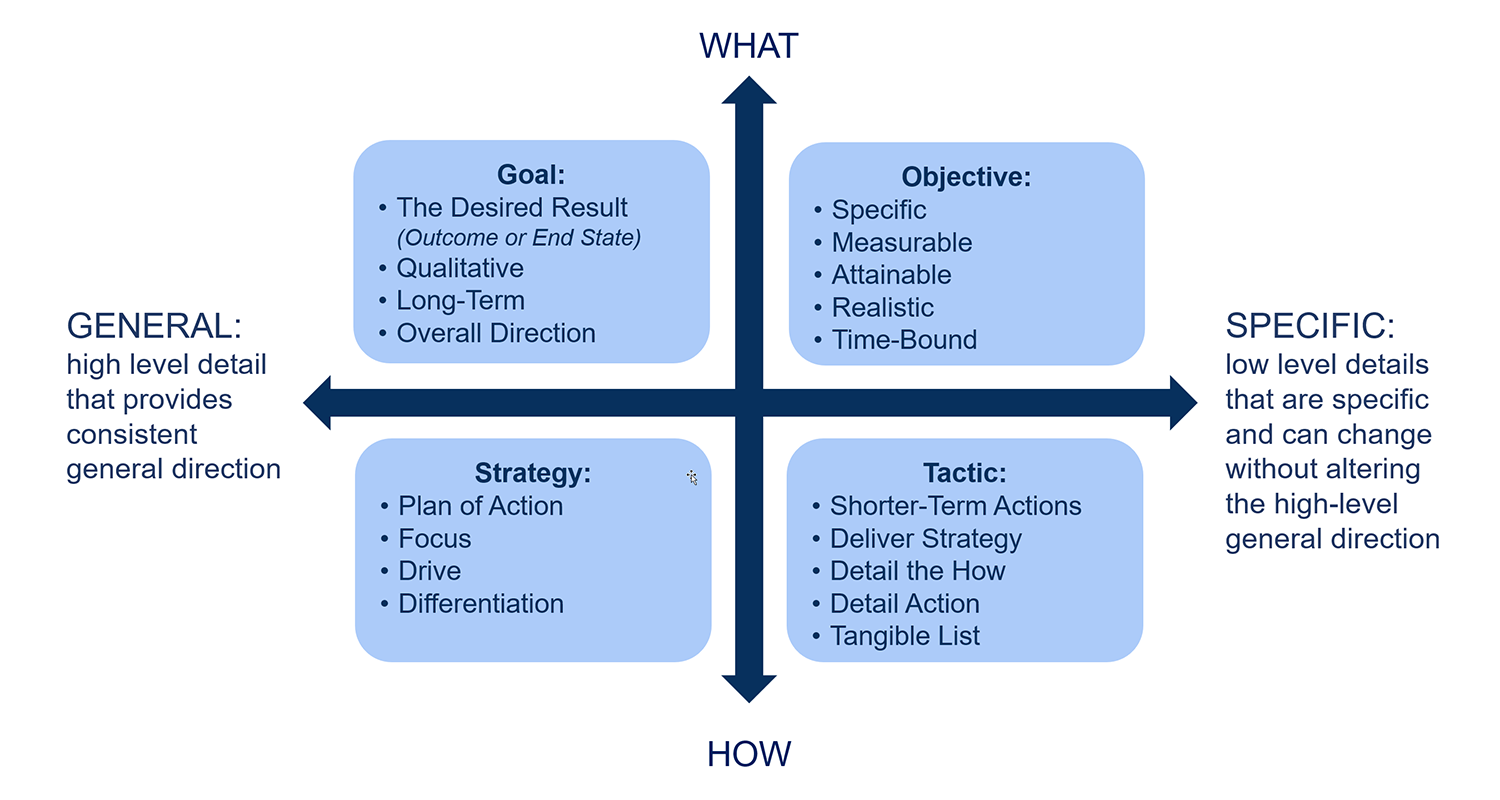 WHAT
Goal:
• The Desired Result
(Outcome or End State)
• Qualitative
• Long-Term
• Overall Direction
Objective:
• Specific
• Measurable
• Attainable
• Realistic
• Time-Bound
GENERAL:
high level detail
that provides
consistent
general direction
SPECIFIC:
low level details
that are specific
and can change
without altering
the high-level
general direction
Strategy:
• Plan of Action
• Focus
• Drive
• Differentiation
Tactic:
• Shorter-Term Actions
• Deliver Strategy
• Detail the How
• Detail Action
• Tangible List
HOW